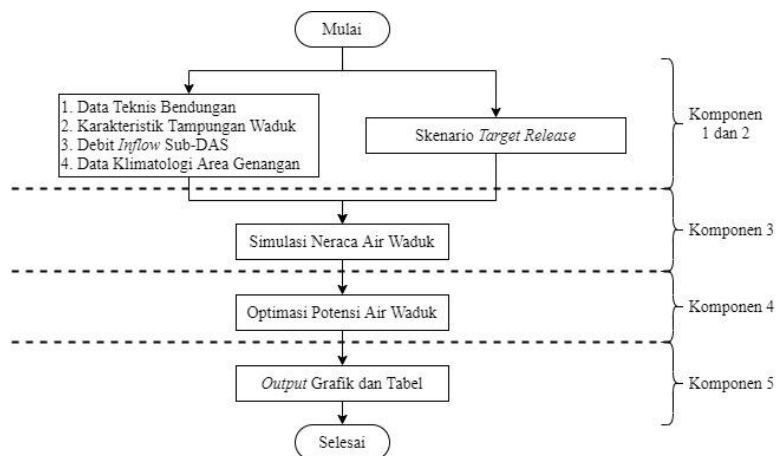 Mulai
1. Data Teknis Bendungan
2. Karakteristik Tampungan Waduk
3. Debit Inflow Sub-DAS
4. Data Klimatologi Area Genangan
Skenario Target Release
Komponen
1 dan 2
Simulasi Neraca Air Waduk
Komponen 3
Optimasi Potensi Air Waduk
Komponen 4
Output Grafik dan Tabel
Komponen 5
Selesai